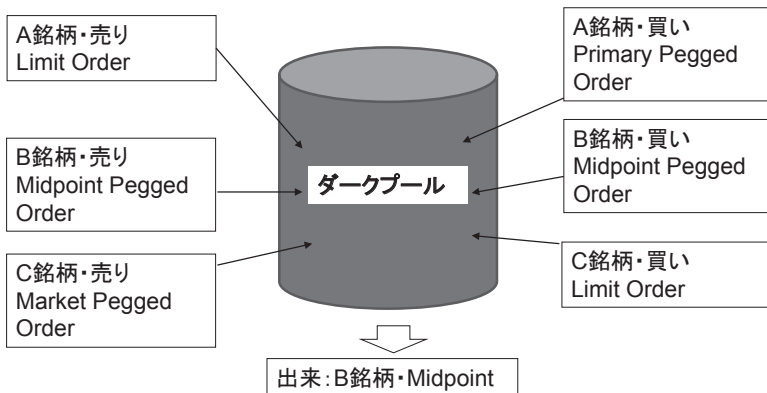 A銘柄・売り
Limit Order
B銘柄・売り
Midpoint Pegged
Order
C銘柄・売り
Market Pegged
Order
ダークプール
A銘柄・買い
Primary Pegged
Order
B銘柄・買い
Midpoint Pegged
Order
C銘柄・買い
Limit Order
出来：B銘柄・Midpoint